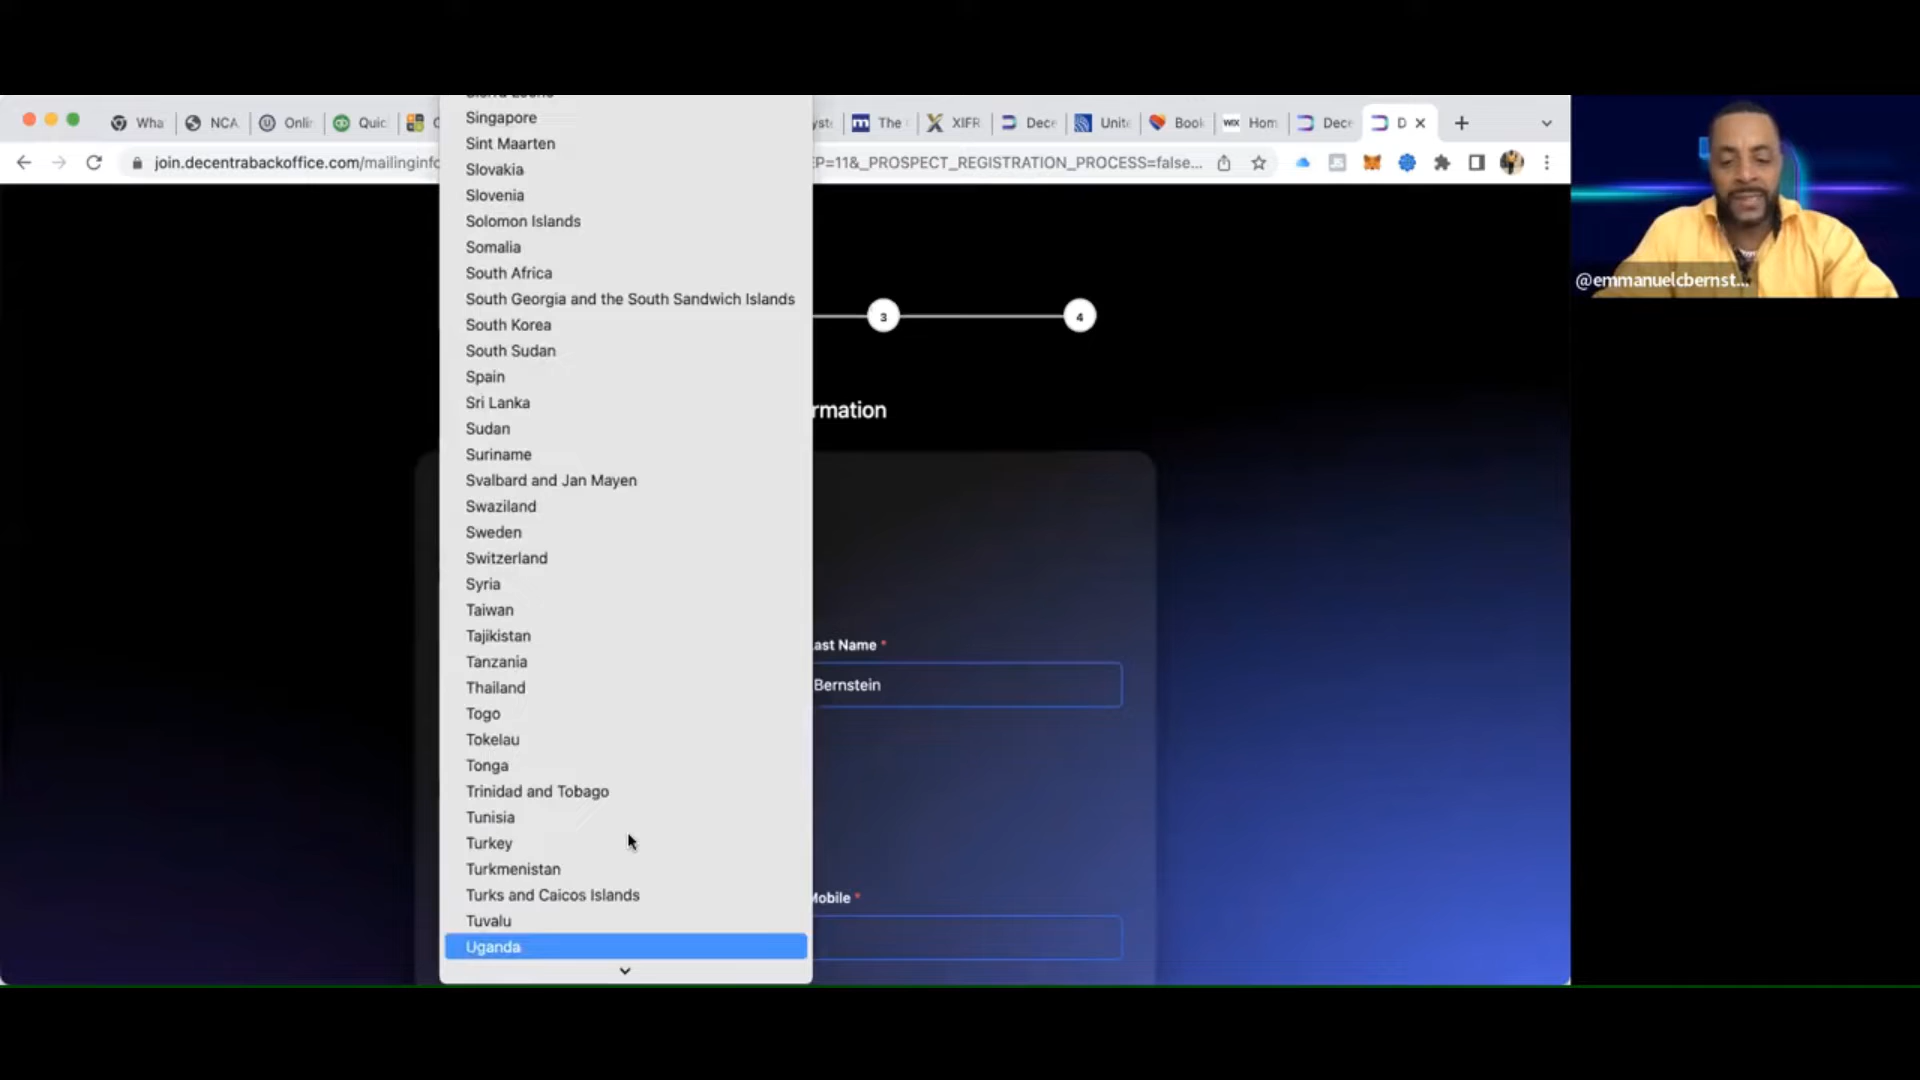 Wha
NCA
Onlin
Quic
The
XIFR
Dece
Unite
Book
WIX Hom
Dece
D
join.decentrabackoffice.com/mailinginfo
EP=11&_PROSPECT_REGISTRATION_PROCESS=false...
Singapore
Sint Maarten
Slovakia
Slovenia
Solomon Islands
Somalia
South Africa
South Georgia and the South Sandwich Islands
South Korea
South Sudan
Spain
Sri Lanka
Sudan
Suriname
Svalbard and Jan Mayen
Swaziland
Sweden
Switzerland
Syria
Taiwan
Tajikistan
Tanzania
Thailand
Togo
Tokelau
Tonga
Trinidad and Tobago
Tunisia
Turkey
Turkmenistan
Turks and Caicos Islands
Tuvalu
Uganda
3
4
rmation
ast Name *
Bernstein
Mobile *
@emmanuelcbernst...